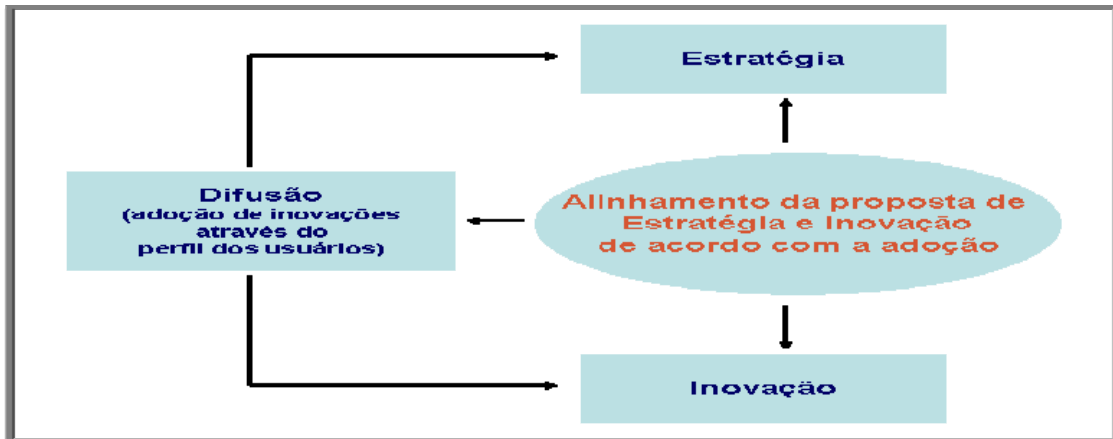 Estratégia
Difusão
(adoção de inovações
através do
perfil dos usuários)
Alinhamento da proposta de
Estratégia e Inovação
de acordo com a adoção
Inovação